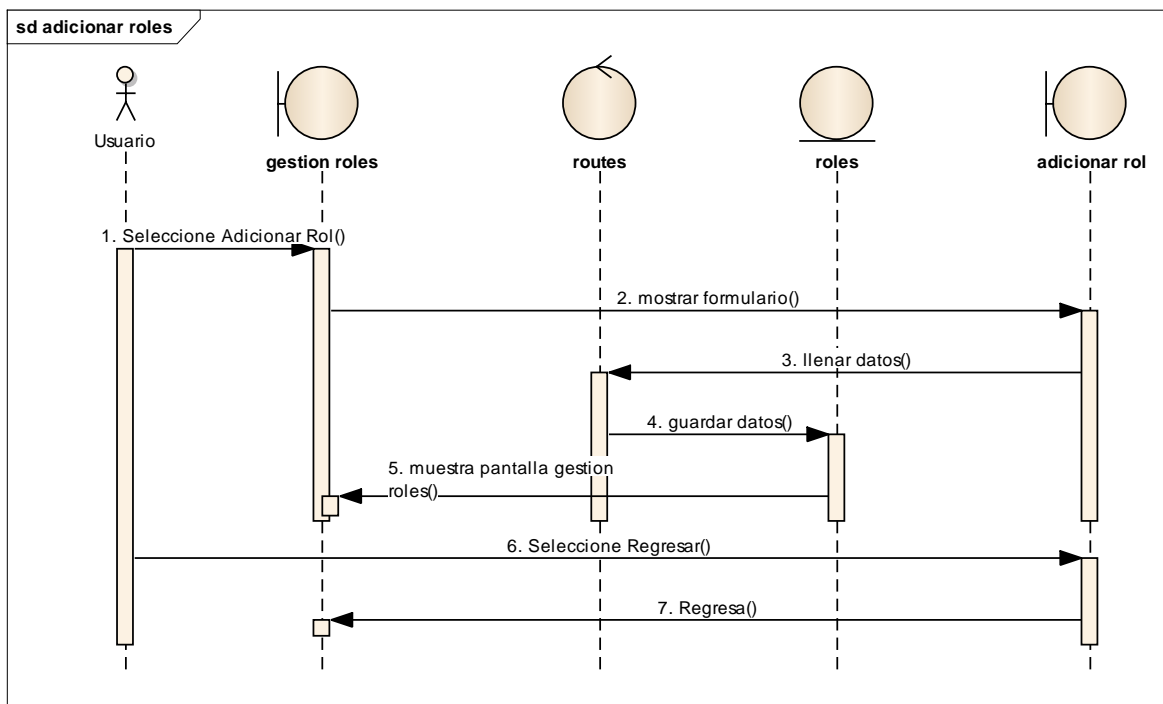 sd adicionar roles
Usuario
gestion roles
routes
roles
adicionar rol
1. Seleccione Adicionar Rol()
2. mostrar formulario()
3. llenar datos()
4. guardar datos()
5. muestra pantalla gestion
roles()
6. Seleccione Regresar()
7. Regresa()